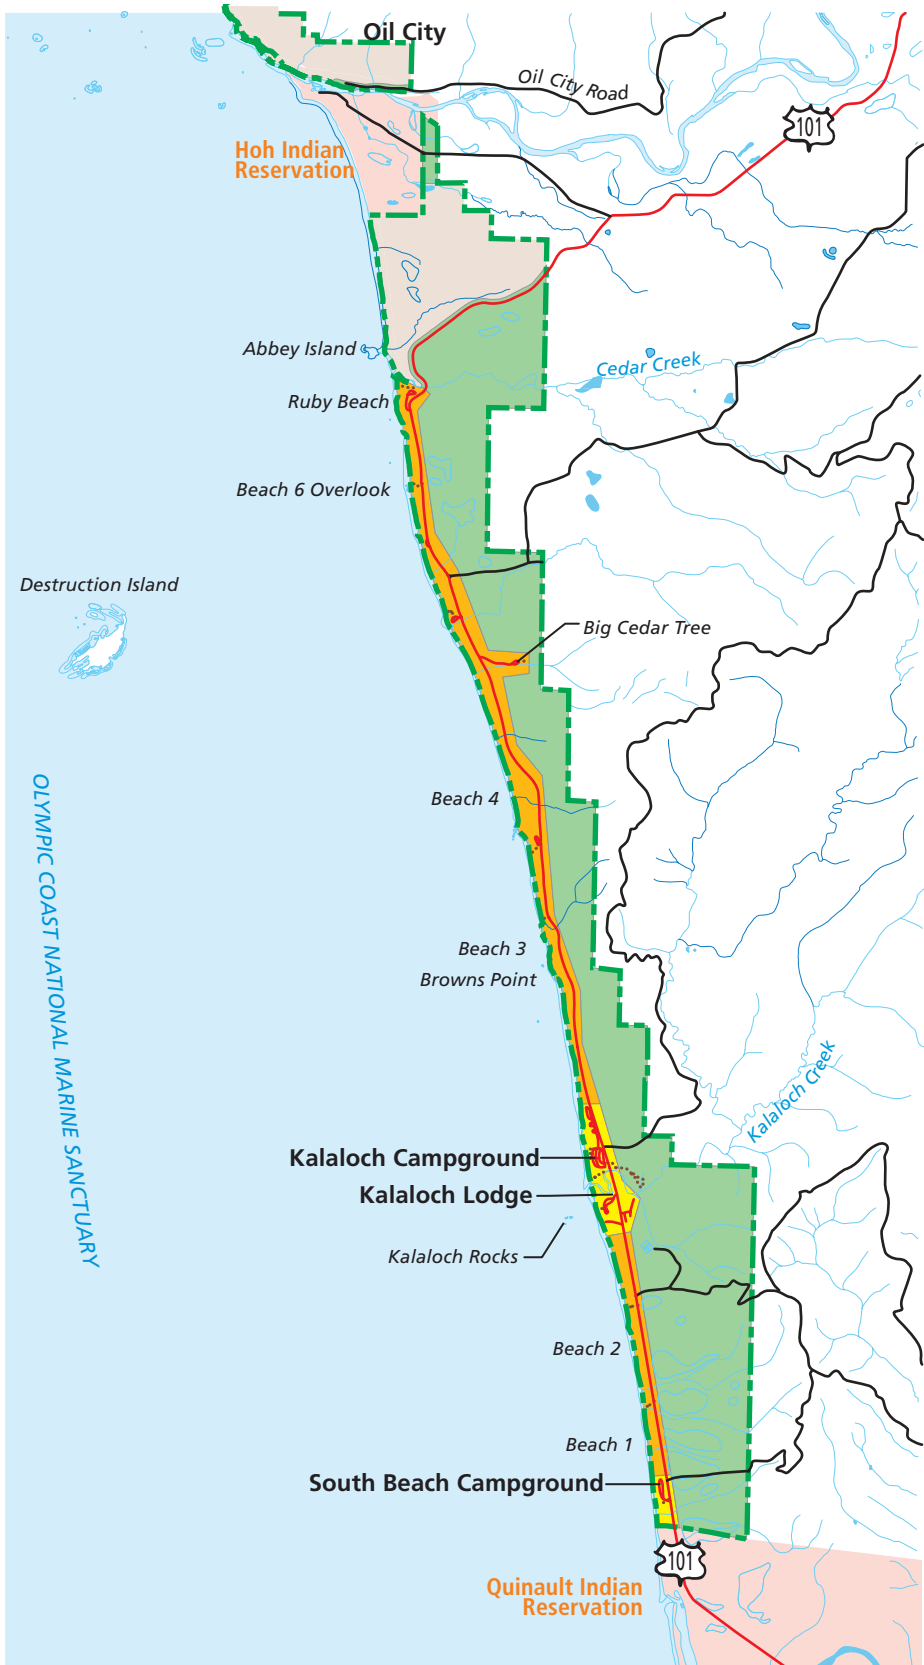 Oil City
Oil City Road
101
Hoh Indian
Reservation
Abbey Island
Cedar Creek
Ruby Beach
Beach 6 Overlook
Destruction Island
Big Cedar Tree
OLYMPIC COAST NATIONAL MARINE SANCTUARY
Beach 4
Beach 3
Browns Point
Kalaloch Creek
Kalaloch Campground
Kalaloch Lodge
Kalaloch Rocks
Beach 2
Beach 1
South Beach Campground
101
Quinault Indian
Reservation